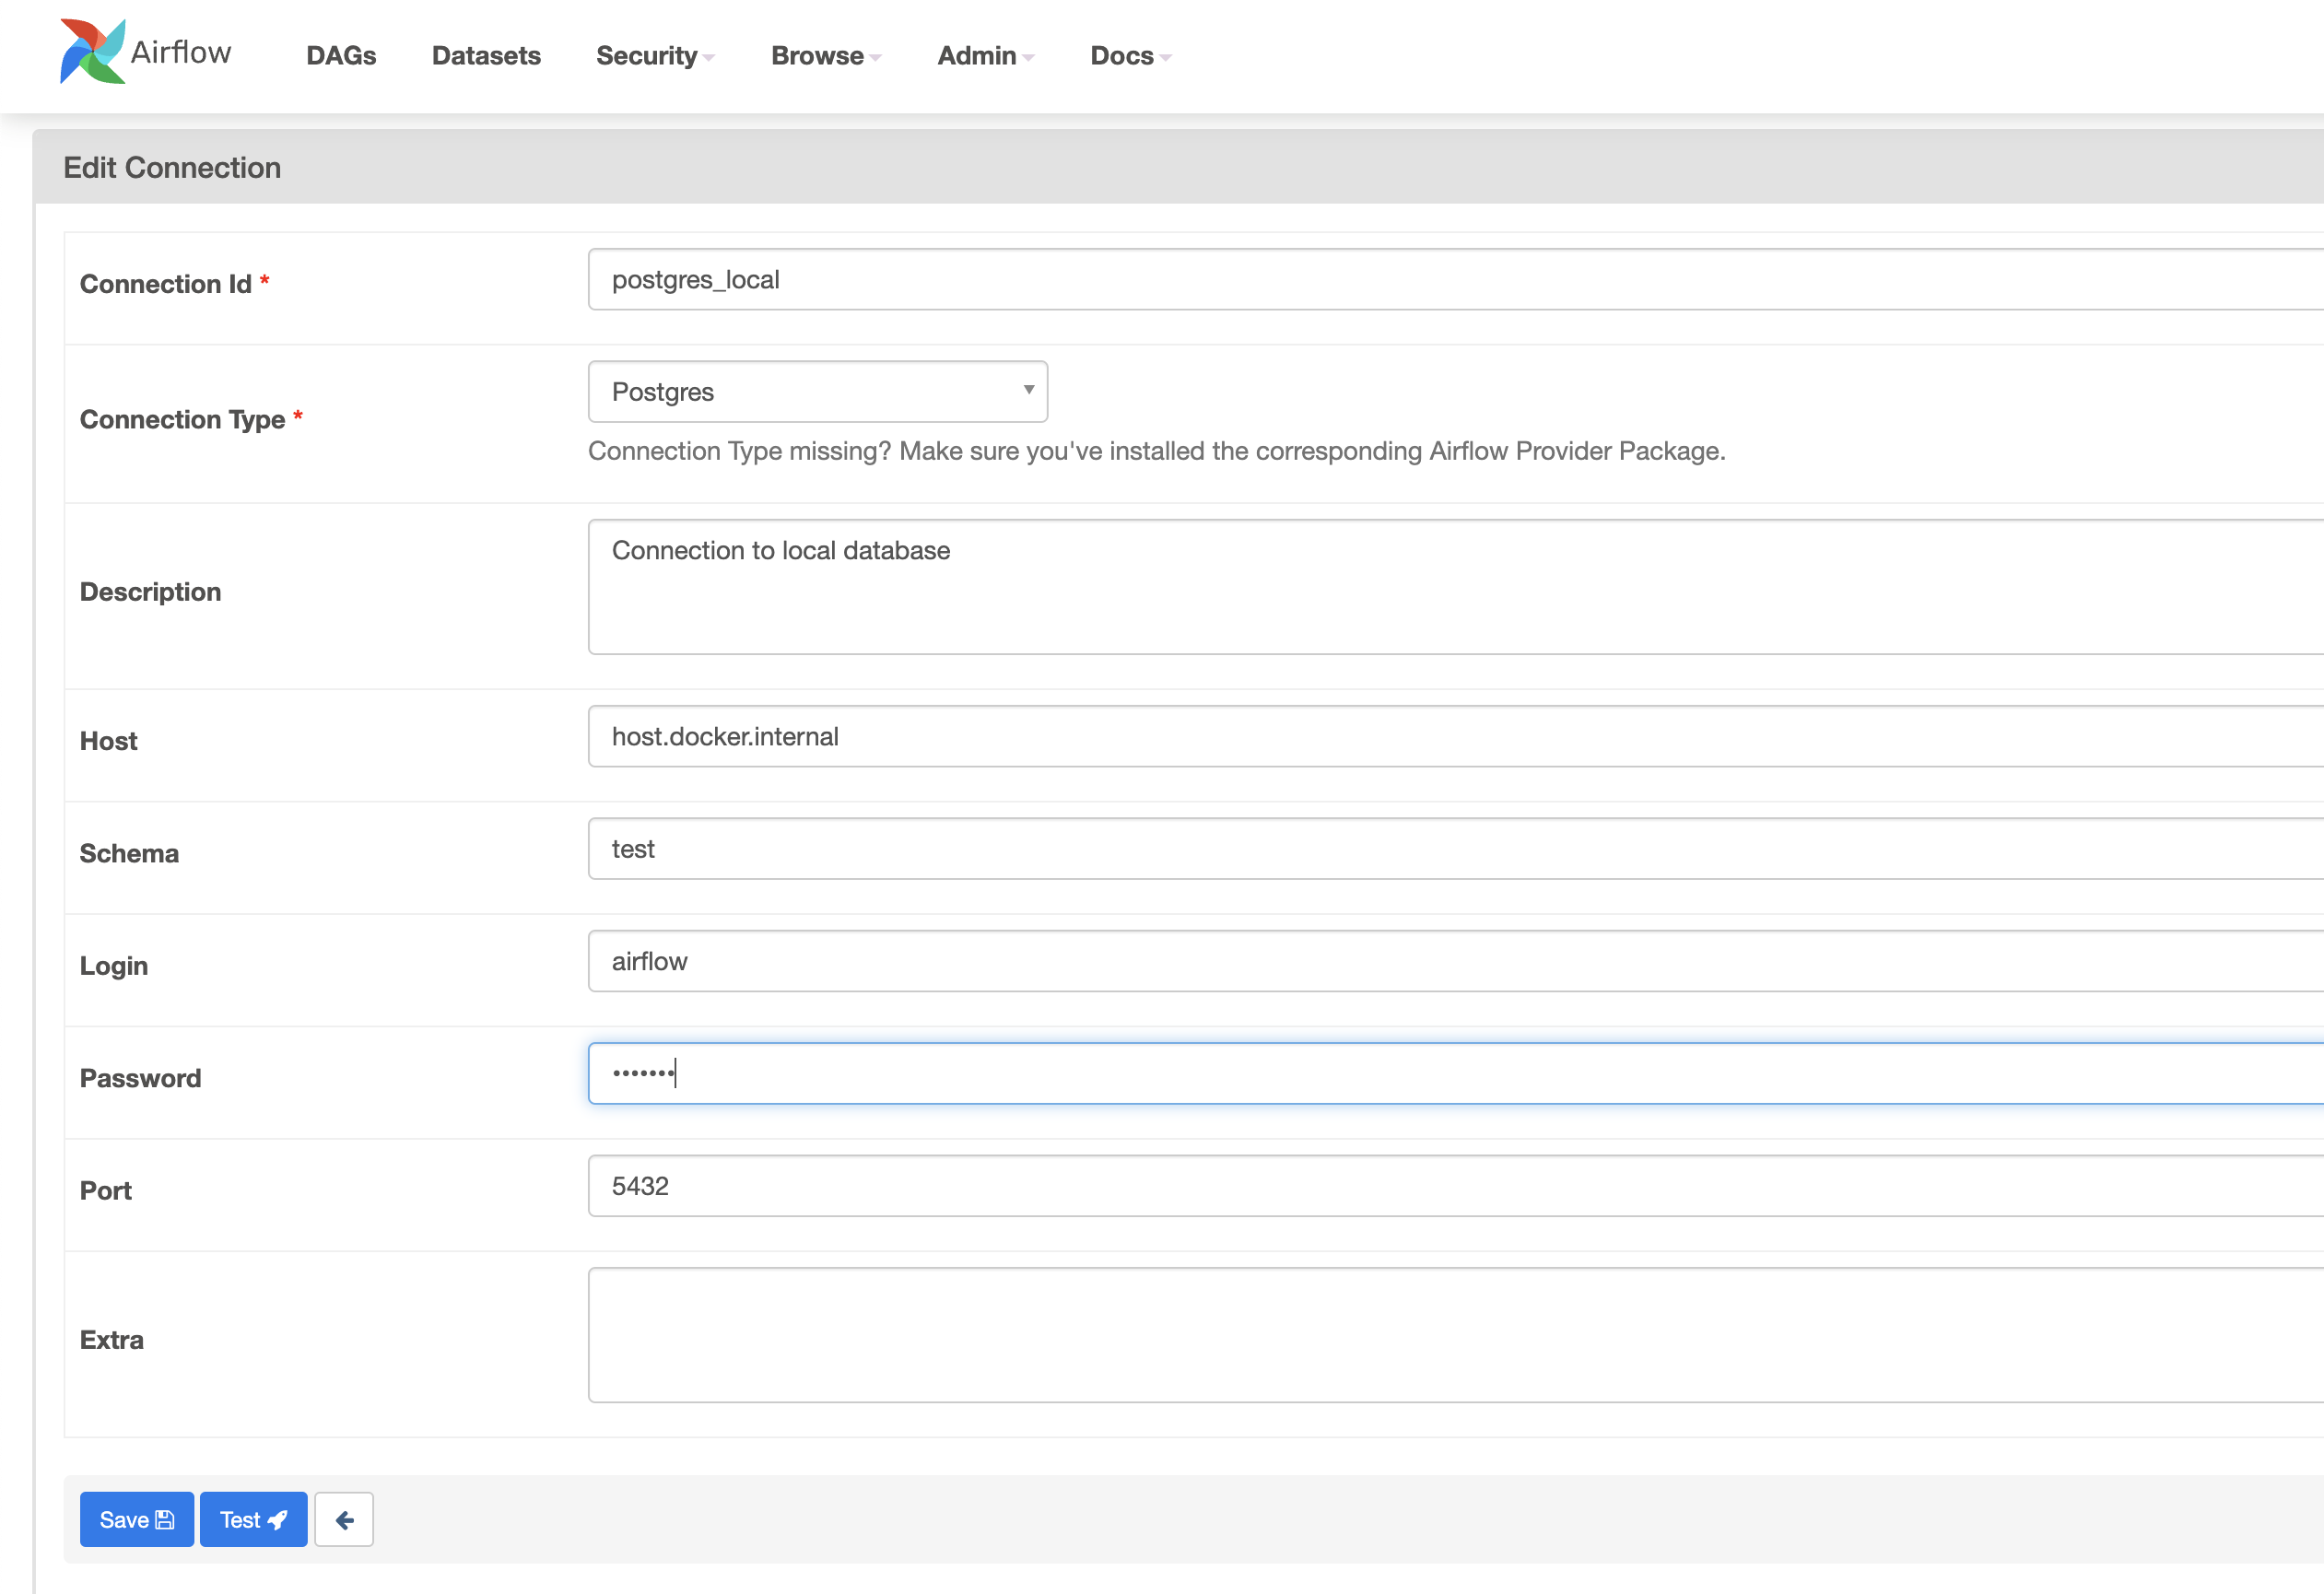 Airflow DAGs Datasets Security Browse Admin Docs
Edit Connection
Connection Id * postgres_local
Connection Type * Postgres
Connection Type missing? Make sure you've installed the corresponding Airflow Provider Package.
Description Connection to local database
Host host.docker.internal
Schema test
Login airflow
Password •••••••
Port 5432
Extra
Save Test